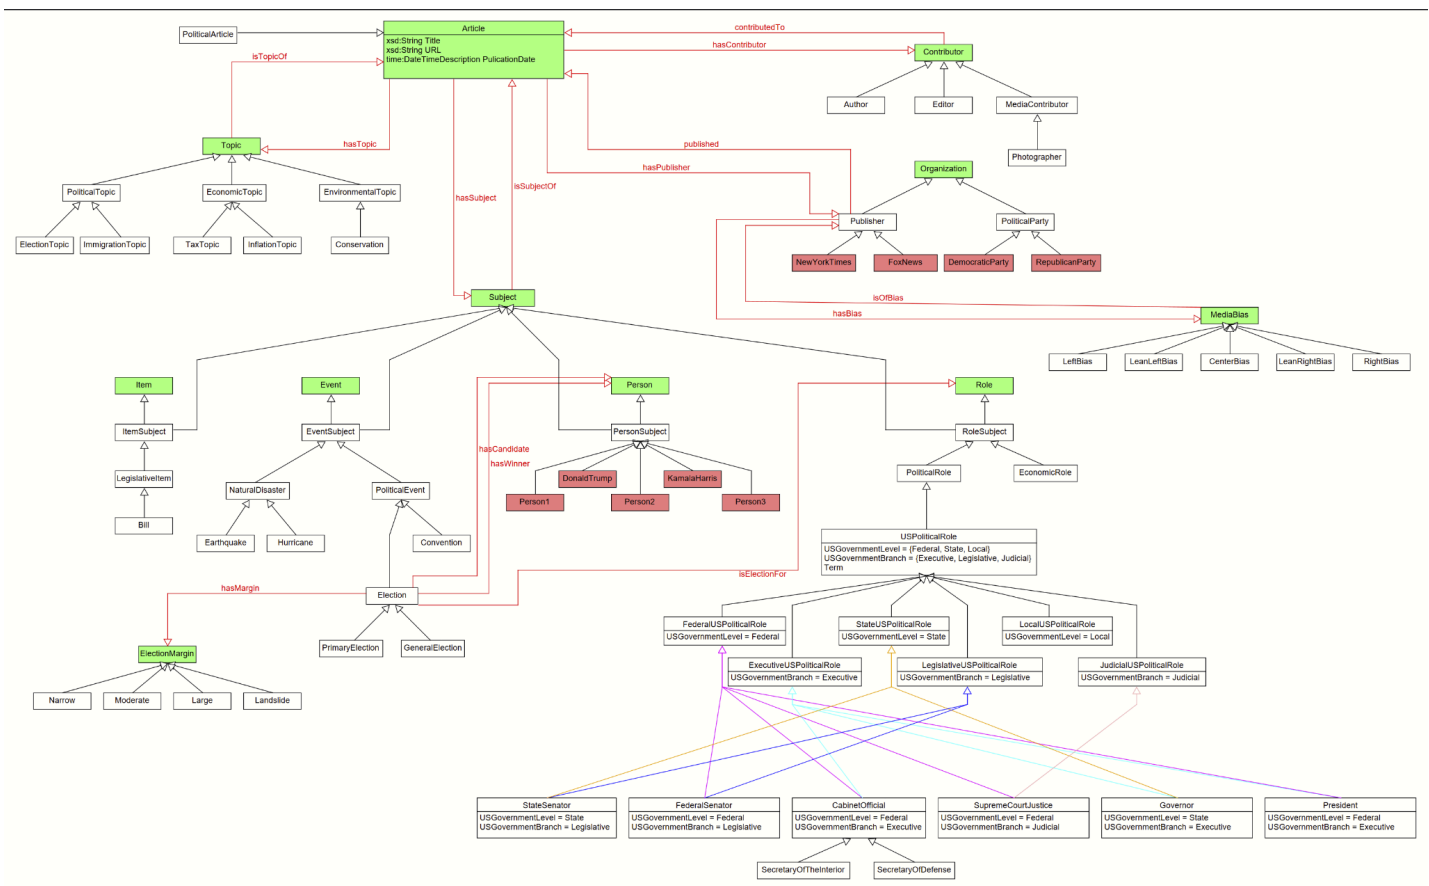 Article
xsd:String Title
xsd:String URL
time:DateTimeDescription PulicationDate
PoliticalArticle
contributedTo
hasContributor
Contributor
isTopicOf
Author
Editor
MediaContributor
Topic
hasTopic
published
Photographer
hasPublisher
Organization
PoliticalTopic
EconomicTopic
EnvironmentalTopic
hasSubject
isSubjectOf
Publisher
PoliticalParty
ElectionTopic
ImmigrationTopic
TaxTopic
InflationTopic
Conservation
NewYorkTimes
FoxNews
DemocraticParty
RepublicanParty
Subject
isOfBias
hasBias
MediaBias
LeftBias
LeanLeftBias
CenterBias
LeanRightBias
RightBias
Item
Event
Person
Role
ItemSubject
EventSubject
PersonSubject
RoleSubject
hasCandidate
hasWinner
LegislativeItem
DonaldTrump
KamalaHarris
PoliticalRole
EconomicRole
NaturalDisaster
PoliticalEvent
Person1
Person2
Person3
Bill
Earthquake
Hurricane
Convention
USPoliticalRole
USGovernmentLevel = {Federal, State, Local}
USGovernmentBranch = {Executive, Legislative, Judicial}
Term
isElectionFor
hasMargin
Election
FederalUSPoliticalRole
USGovernmentLevel = Federal
StateUSPoliticalRole
USGovernmentLevel = State
LocalUSPoliticalRole
USGovernmentLevel = Local
PrimaryElection
GeneralElection
ElectionMargin
ExecutiveUSPoliticalRole
USGovernmentBranch = Executive
LegislativeUSPoliticalRole
USGovernmentBranch = Legislative
JudicialUSPoliticalRole
USGovernmentBranch = Judicial
Narrow
Moderate
Large
Landslide
StateSenator
USGovernmentLevel = State
USGovernmentBranch = Legislative
FederalSenator
USGovernmentLevel = Federal
USGovernmentBranch = Legislative
CabinetOfficial
USGovernmentLevel = Federal
USGovernmentBranch = Executive
SupremeCourtJustice
USGovernmentLevel = Federal
USGovernmentBranch = Judicial
Governor
USGovernmentLevel = State
USGovernmentBranch = Executive
President
USGovernmentLevel = Federal
USGovernmentBranch = Executive
SecretaryOfTheInterior
SecretaryOfDefense